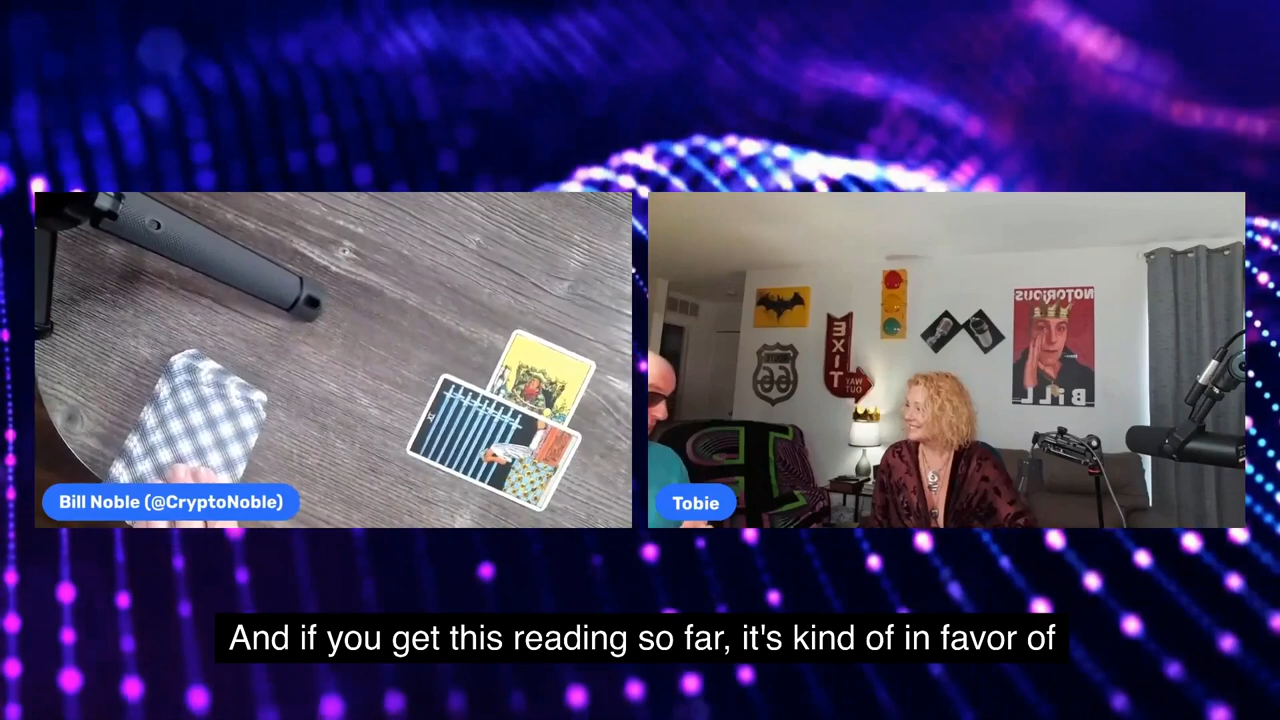 NOTORIOUS
EXIT
WAY
OUT
66
BILL
Bill Noble (@CryptoNoble)
Tobie
And if you get this reading so far, it's kind of in favor of